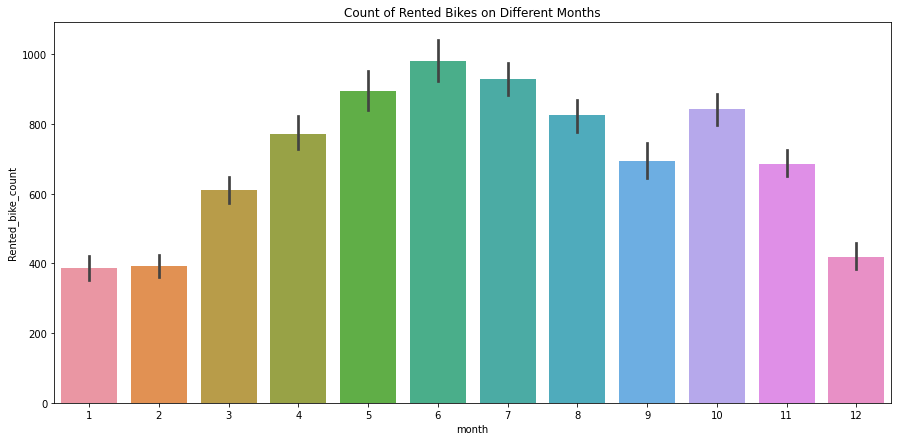 Count of Rented Bikes on Different Months
1000
800
600
400
200
0
Rented_bike_count
1 2 3 4 5 6 7 8 9 10 11 12
month